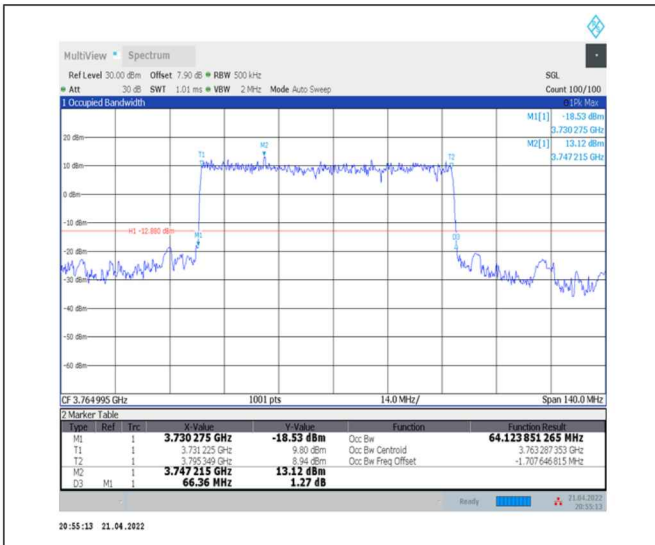 MultiView Spectrum
Ref Level 30.00 dBm Offset 7.90 dB RBW 500 kHz SGL
Att 30 dB SWT 1.01 ms VBW 2 MHz Mode Auto Sweep Count 100/100
1 Occupied Bandwidth 1Pk Max
M1[1] -18.53 dBm
3.730 275 GHz
M2[1] 13.12 dBm
3.747 215 GHz
20 dBm
M2
T1 T2
10 dBm
0 dBm
-10 dBm
H1 -12.880 dBm
M1 D3
-20 dBm
-30 dBm
-40 dBm
-50 dBm
-60 dBm
CF 3.764995 GHz 1001 pts 14.0 MHz/ Span 140.0 MHz
2 Marker Table
Type Ref Trc X-Value Y-Value Function Function Result
M1 1 3.730 275 GHz -18.53 dBm Occ Bw 64.123 851 265 MHz
T1 1 3.731 225 GHz 9.80 dBm Occ Bw Centroid 3.763 287 353 GHz
T2 1 3.795 349 GHz 8.94 dBm Occ Bw Freq Offset -1.707 646 815 MHz
M2 1 3.747 215 GHz 13.12 dBm
D3 M1 1 66.36 MHz 1.27 dB
Ready 21.04.2022
20:55:13
20:55:13 21.04.2022